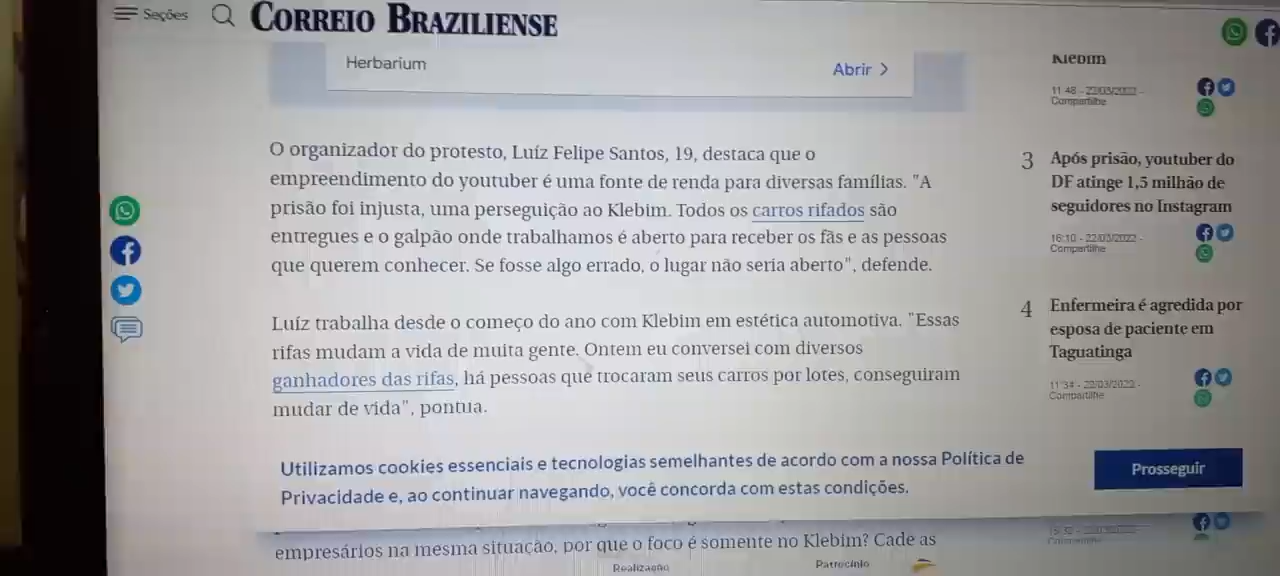 Seções
CORREIO BRAZILIENSE
Herbarium
Abrir
O organizador do protesto, Luíz Felipe Santos, 19, destaca que o
empreendimento do youtuber é uma fonte de renda para diversas famílias. "A
prisão foi injusta, uma perseguição ao Klebim. Todos os carros rifados são
entregues e o galpão onde trabalhamos é aberto para receber os fãs e as pessoas
que querem conhecer. Se fosse algo errado, o lugar não seria aberto", defende.
Luíz trabalha desde o começo do ano com Klebim em estética automotiva. "Essas
rifas mudam a vida de muita gente. Ontem eu conversei com diversos
ganhadores das rifas, há pessoas que trocaram seus carros por lotes, conseguiram
mudar de vida", pontua.
Klebim
11:48 - 22/03/2022 -
Compartilhe
3 Após prisão, youtuber do
DF atinge 1,5 milhão de
seguidores no Instagram
16:10 - 22/03/2022 -
Compartilhe
4 Enfermeira é agredida por
esposa de paciente em
Taguatinga
11:34 - 22/03/2022 -
Compartilhe
Utilizamos cookies essenciais e tecnologias semelhantes de acordo com a nossa Política de
Privacidade e, ao continuar navegando, você concorda com estas condições.
Prosseguir
empresários na mesma situação, por que o foco é somente no Klebim? Cade as
Realização
Patrocínio